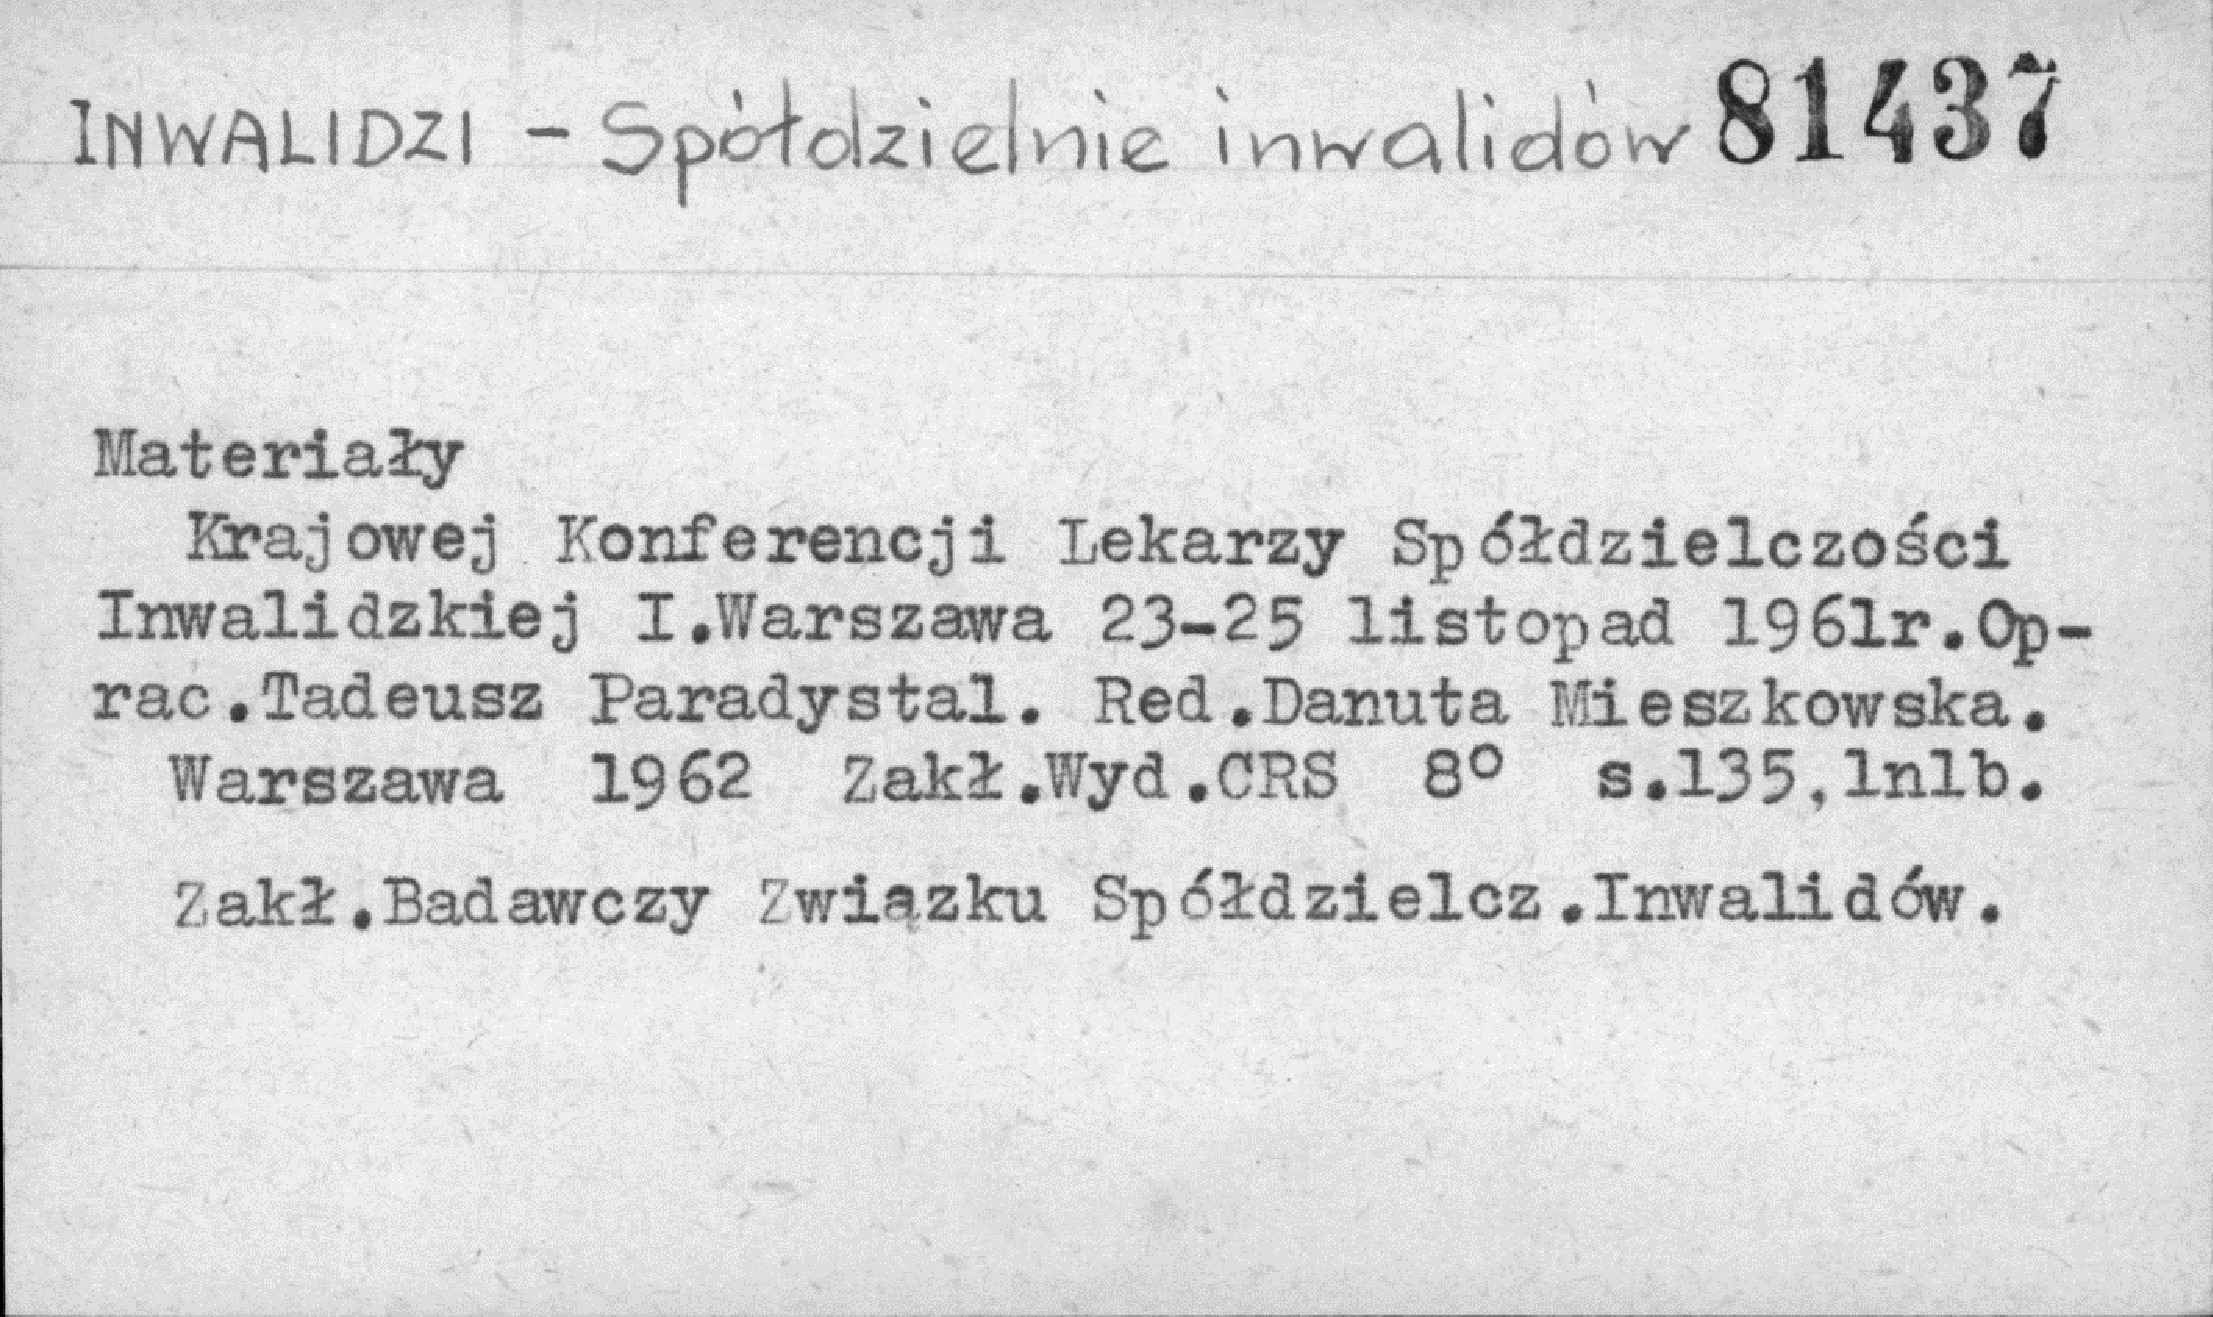 INWALIDZI - Spółdzielnie inwalidów 81437
Materiały
Krajowej Konferencji Lekarzy Spółdzielczości
Inwalidzkiej I.Warszawa 23-25 listopad 1961r.Op-
rac.Tadeusz Paradystal. Red.Danuta Mieszkowska.
Warszawa 1962 Zakł.Wyd.CRS 8° s.135,1nlb.
Zakł.Badawczy Związku Spółdzielcz.Inwalidów.